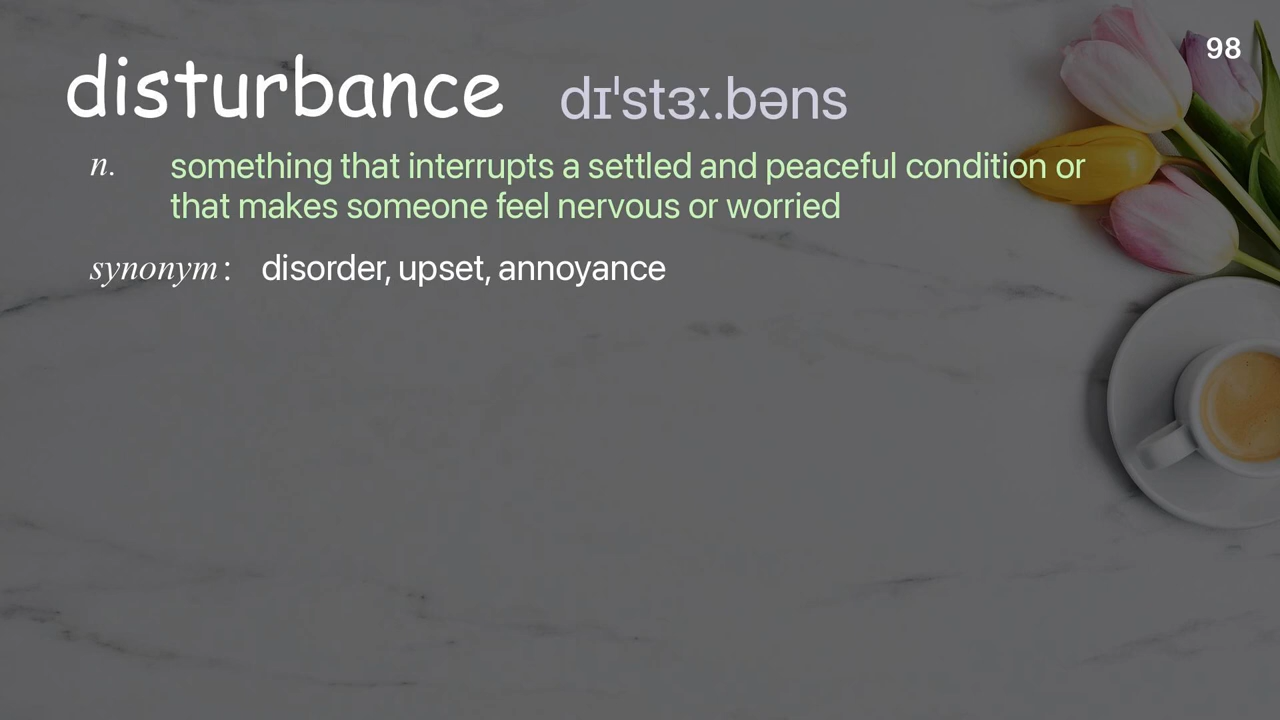 98
disturbance dɪˈstɜː.bəns
n. something that interrupts a settled and peaceful condition or
that makes someone feel nervous or worried
synonym: disorder, upset, annoyance